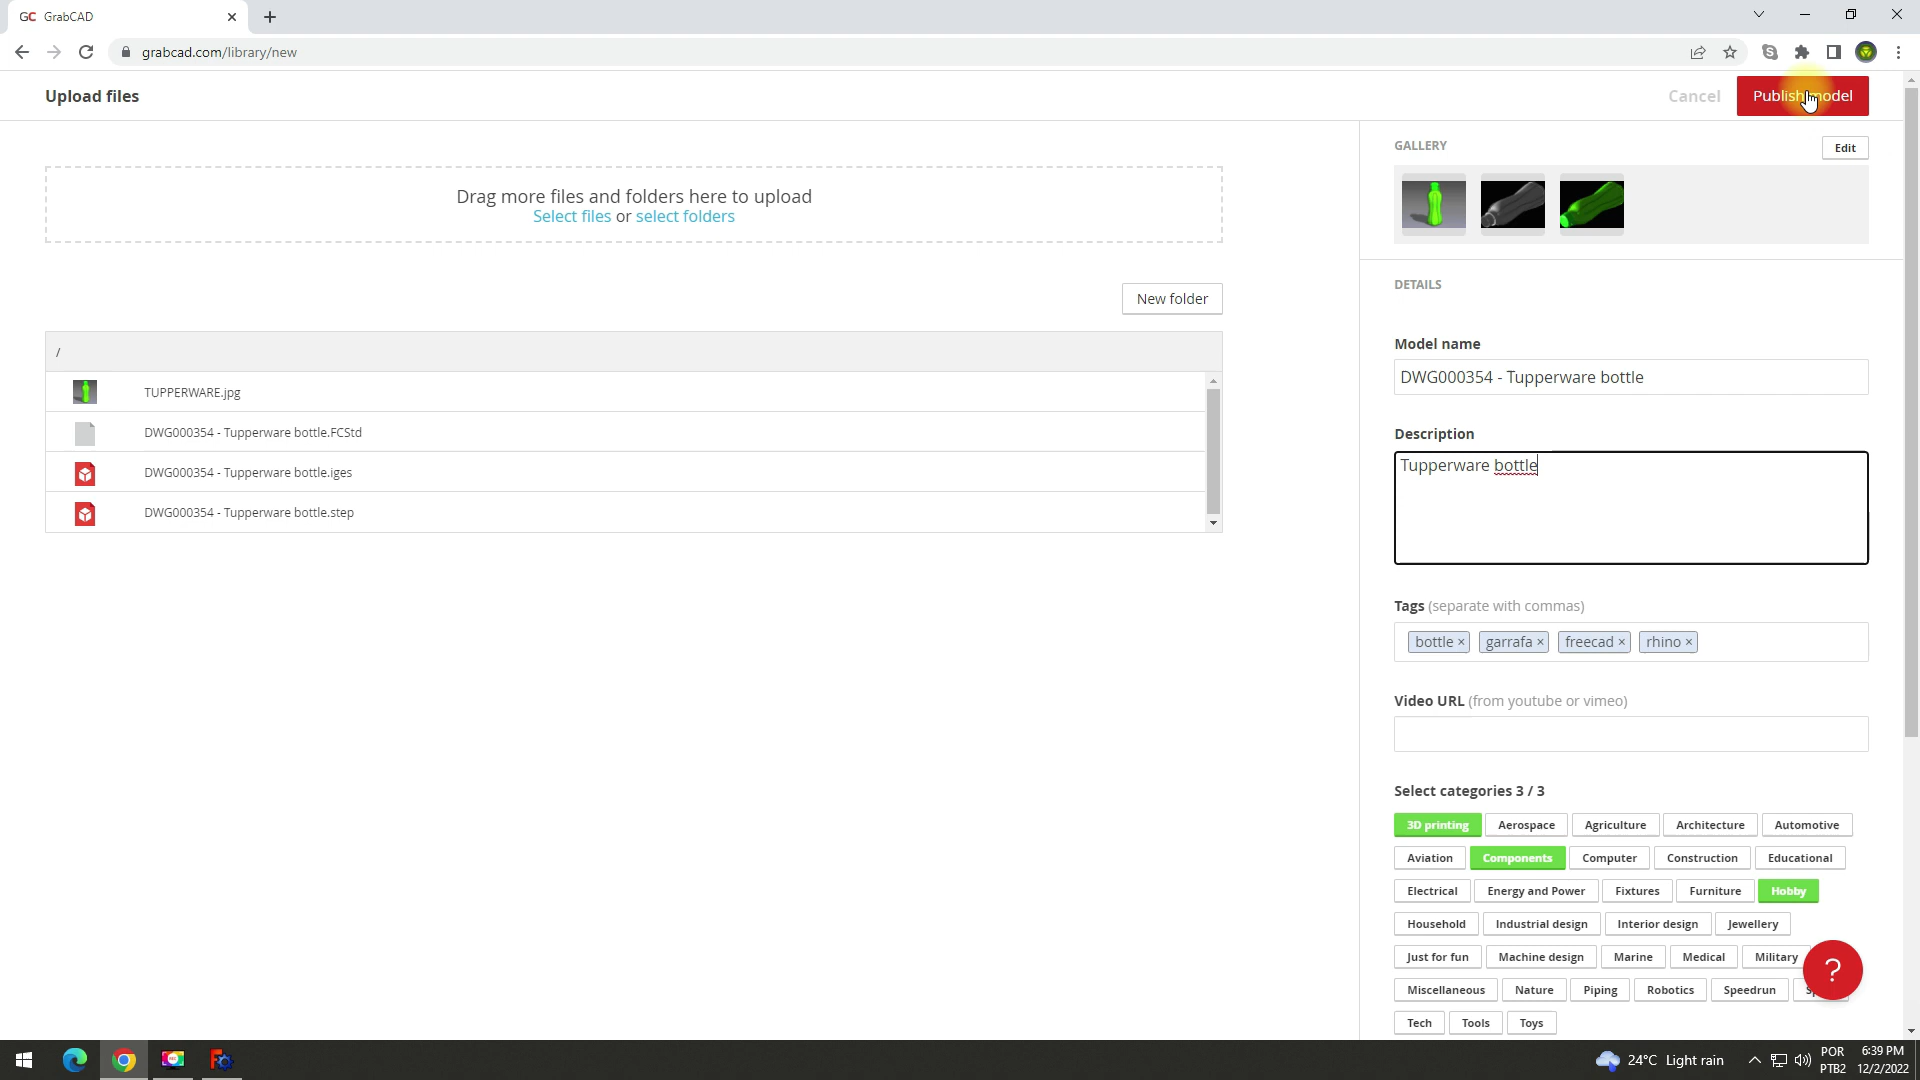 GC GrabCAD
grabcad.com/library/new
Upload files
Cancel
Publish model
Drag more files and folders here to upload
Select files or select folders
New folder
/
TUPPERWARE.jpg
DWG000354 - Tupperware bottle.FCStd
DWG000354 - Tupperware bottle.iges
DWG000354 - Tupperware bottle.step
GALLERY
Edit
DETAILS
Model name
DWG000354 - Tupperware bottle
Description
Tupperware bottle
Tags (separate with commas)
bottle × garrafa × freecad × rhino ×
Video URL (from youtube or vimeo)
Select categories 3 / 3
3D printing Aerospace Agriculture Architecture Automotive
Aviation Components Computer Construction Educational
Electrical Energy and Power Fixtures Furniture Hobby
Household Industrial design Interior design Jewellery
Just for fun Machine design Marine Medical Military
Miscellaneous Nature Piping Robotics Speedrun
Tech Tools Toys
?
24°C Light rain
POR
PTB2
6:39 PM
12/2/2022